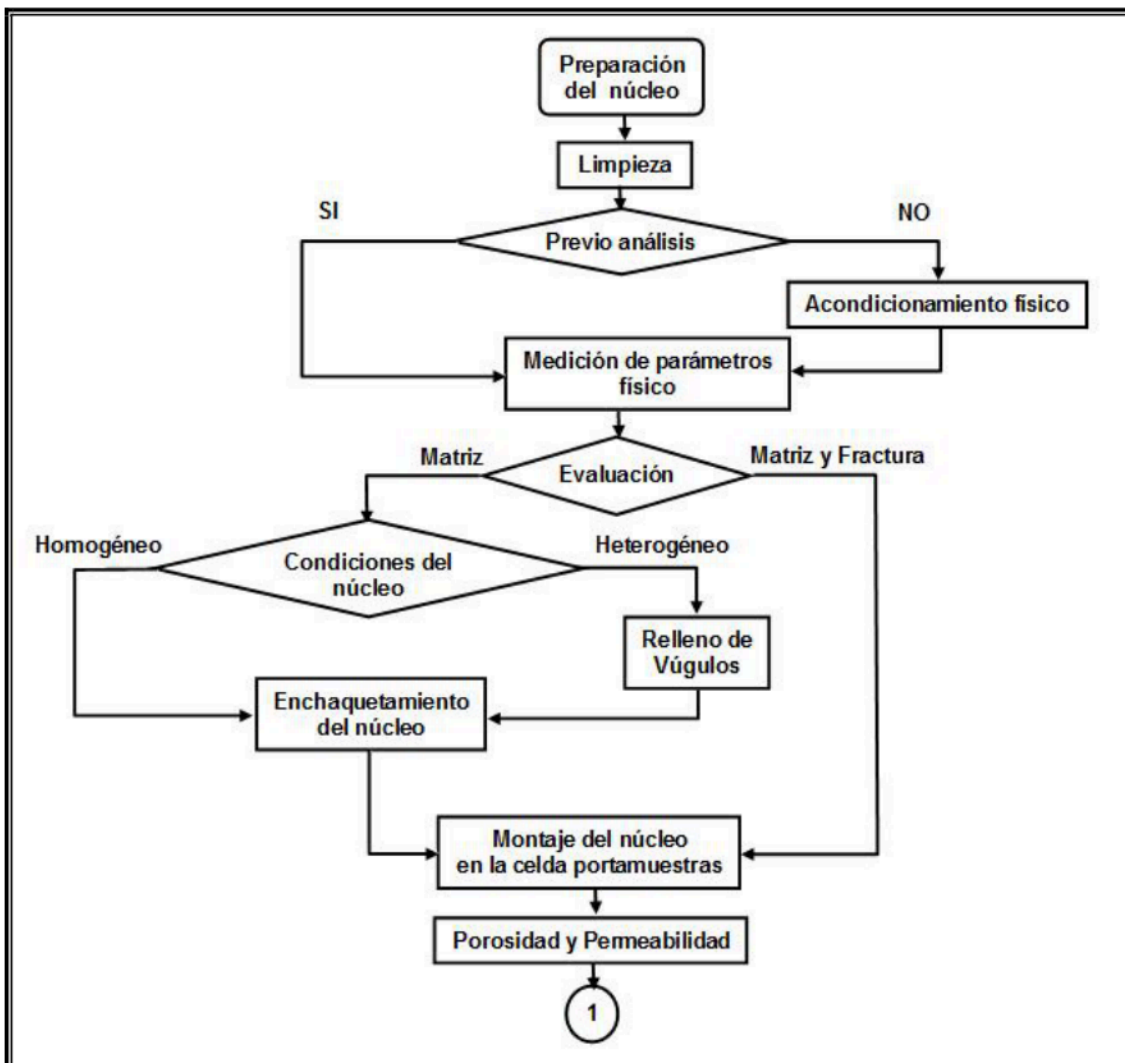 Preparación
del núcleo
Limpieza
SI
NO
Previo análisis
Acondicionamiento físico
Medición de parámetros
físico
Matriz
Evaluación
Matriz y Fractura
Homogéneo
Condiciones del
núcleo
Heterogéneo
Relleno de
Vúgulos
Enchaquetamiento
del núcleo
Montaje del núcleo
en la celda portamuestras
Porosidad y Permeabilidad
1